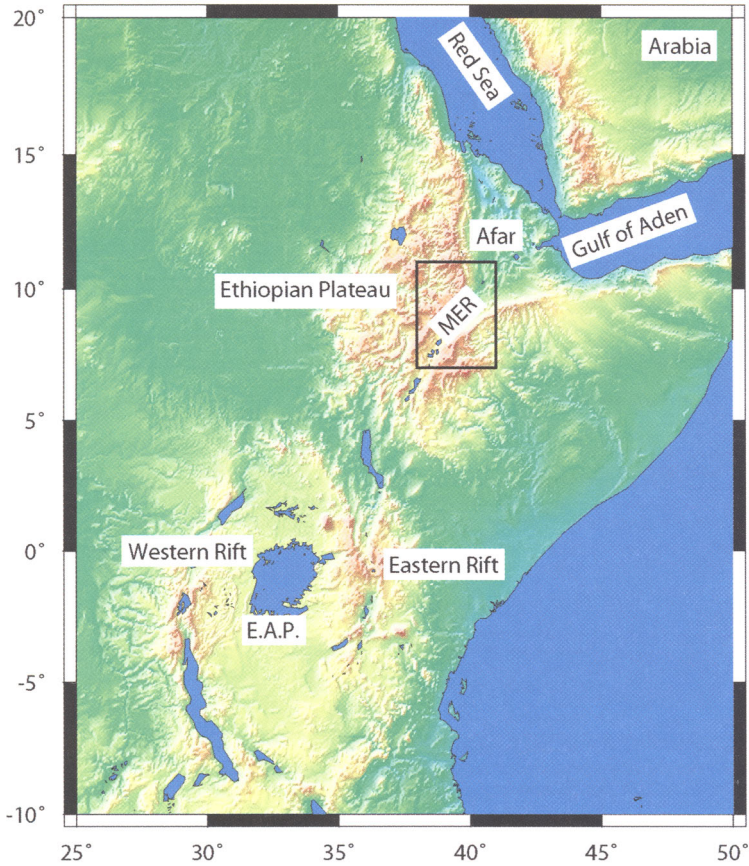 20°
Red Sea
Arabia
15°
Afar
Gulf of Aden
10°
Ethiopian Plateau
MER
5°
0°
Western Rift
Eastern Rift
E.A.P.
-5°
-10°
25°
30°
35°
40°
45°
50°